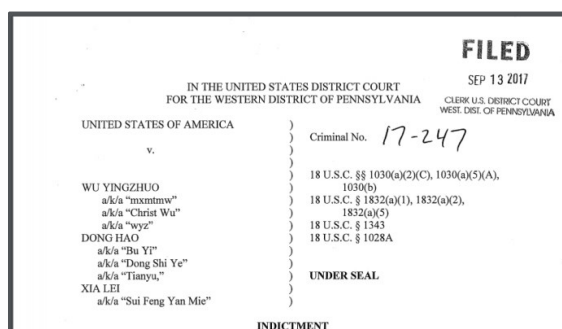 FILED
SEP 13 2017
CLERK U.S. DISTRICT COURT
WEST. DIST. OF PENNSYLVANIA
IN THE UNITED STATES DISTRICT COURT
FOR THE WESTERN DISTRICT OF PENNSYLVANIA
UNITED STATES OF AMERICA )
) Criminal No. 17-247
v. )
)
) 18 U.S.C. §§ 1030(a)(2)(C), 1030(a)(5)(A),
) 1030(b)
WU YINGZHUO ) 18 U.S.C. § 1832(a)(1), 1832(a)(2),
a/k/a “mxmtmw” ) 1832(a)(5)
a/k/a “Christ Wu” ) 18 U.S.C. § 1343
a/k/a “wyz” ) 18 U.S.C. § 1028A
DONG HAO )
a/k/a “Bu Yi” )
a/k/a “Dong Shi Ye” )
a/k/a “Tianyu,” ) UNDER SEAL
XIA LEI )
a/k/a “Sui Feng Yan Mie” )
INDICTMENT